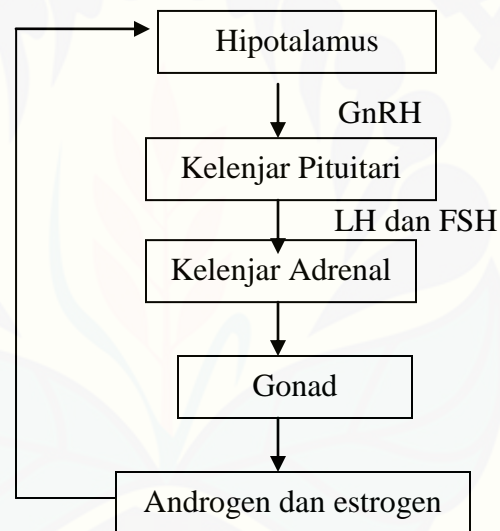 Hipotalamus
GnRH
Kelenjar Pituitari
LH dan FSH
Kelenjar Adrenal
Gonad
Androgen dan estrogen